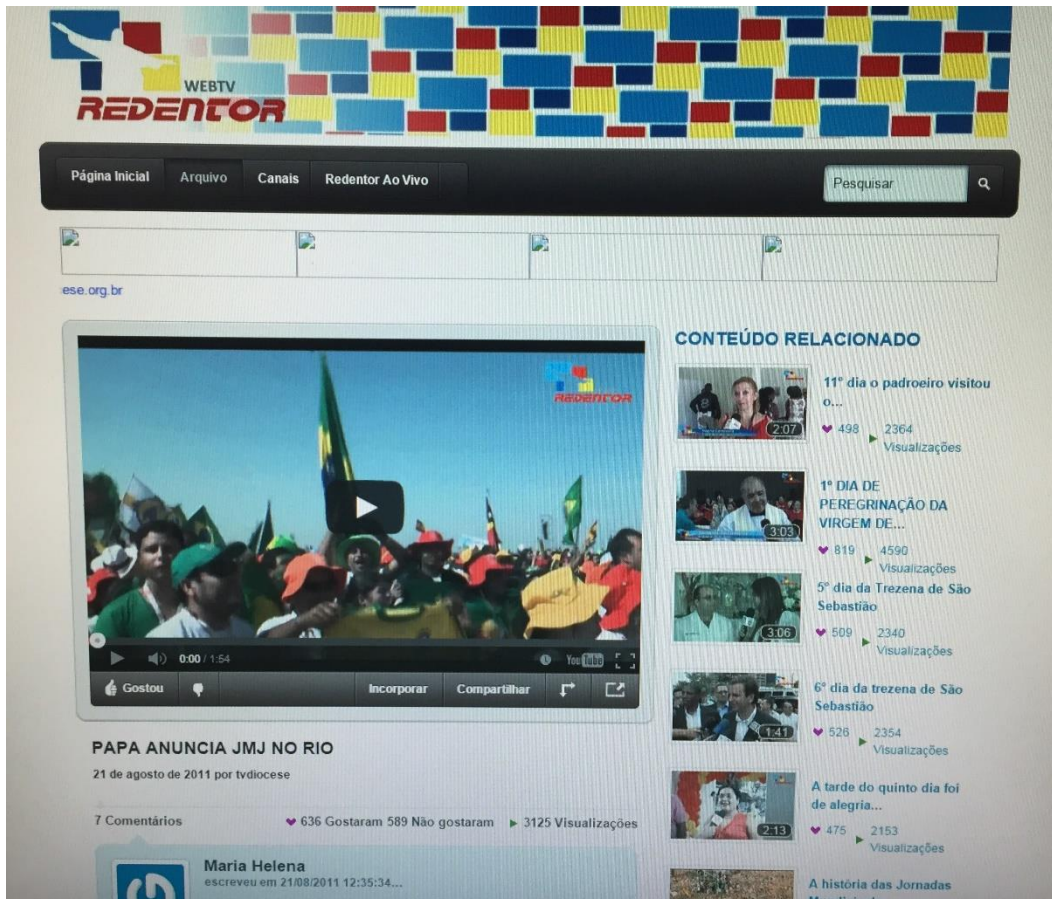 WEBTV
REDENTOR
Página Inicial
Arquivo
Canais
Redentor Ao Vivo
Pesquisar
ese.org.br
REDENTOR
0:00 / 1:54
YouTube
Gostou
Incorporar
Compartilhar
PAPA ANUNCIA JMJ NO RIO
21 de agosto de 2011 por tvdiocese
7 Comentários
636 Gostaram 589 Não gostaram
3125 Visualizações
Maria Helena
escreveu em 21/08/2011 12:35:34...
CONTEÚDO RELACIONADO
2:07
11º dia o padroeiro visitou
o...
498
2364
Visualizações
3:03
1º DIA DE
PEREGRINAÇÃO DA
VIRGEM DE...
819
4590
Visualizações
3:06
5º dia da Trezena de São
Sebastião
509
2340
Visualizações
1:41
6º dia da trezena de São
Sebastião
526
2354
Visualizações
2:13
A tarde do quinto dia foi
de alegria...
475
2153
Visualizações
A história das Jornadas